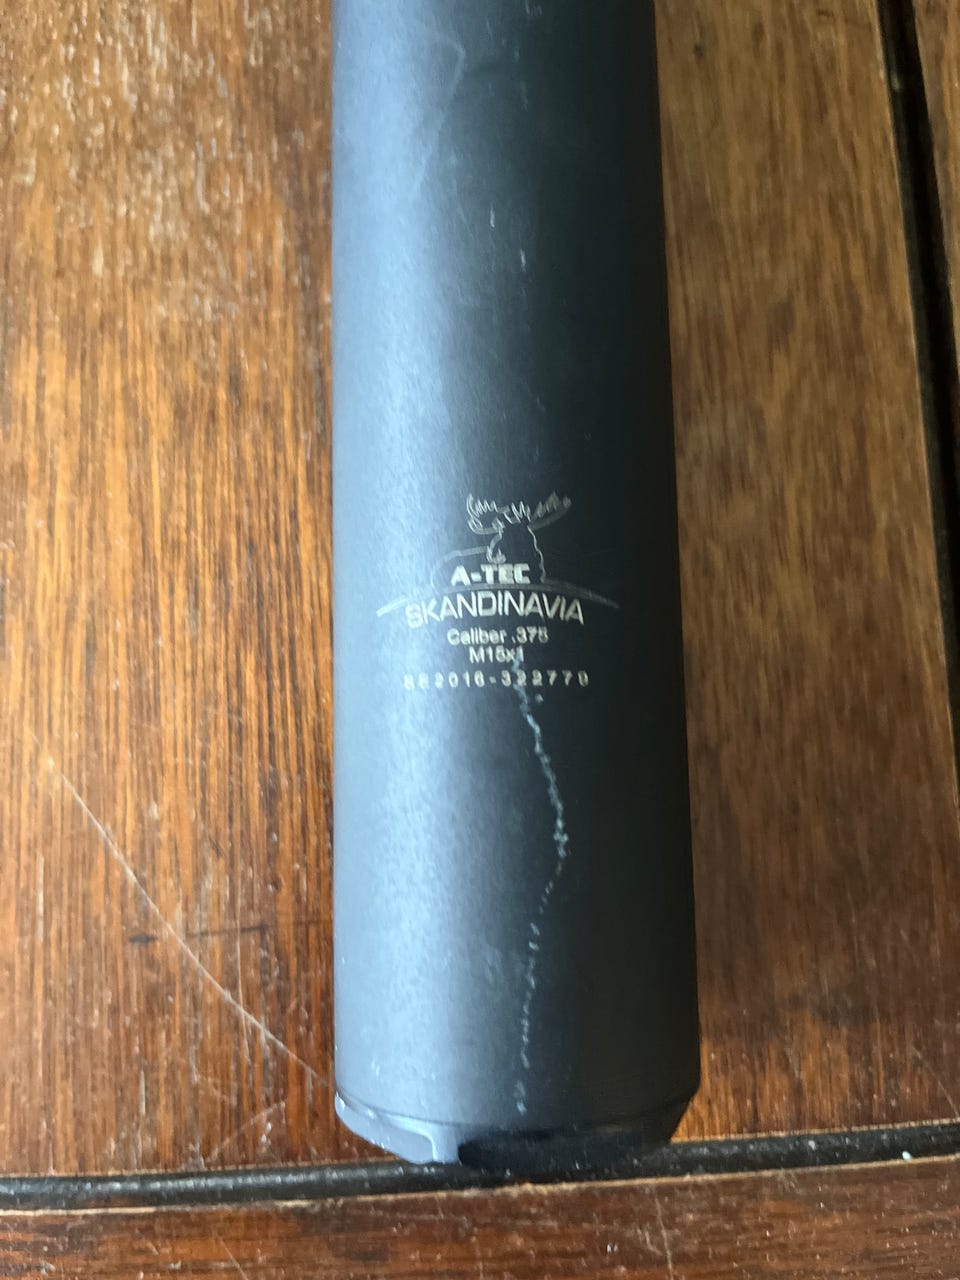 A-TEC
SKANDINAVIA
Caliber .375
M15x1
SE2016-322770